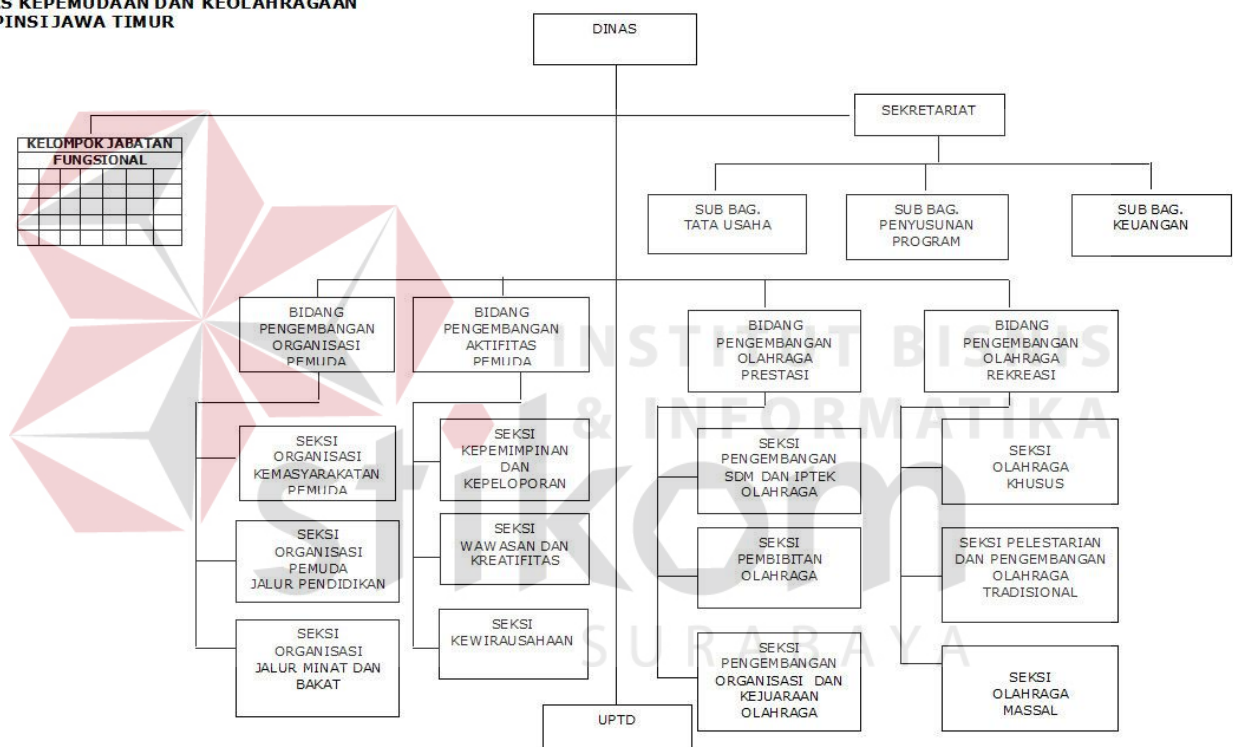 KEPEMUDAAN DAN KEOLAHRAGAAN
JAWA TIMUR
DINAS
SEKRETARIAT
KELOMPOK JABATAN
FUNGSIONAL
SUB BAG.
TATA USAHA
SUB BAG.
PENYUSUNAN
PROGRAM
SUB BAG.
KEUANGAN
BIDANG
PENGEMBANGAN
ORGANISASI
PEMUDA
BIDANG
PENGEMBANGAN
AKTIFITAS
PEMUDA
BIDANG
PENGEMBANGAN
OLAHRAGA
PRESTASI
BIDANG
PENGEMBANGAN
OLAHRAGA
REKREASI
SEKSI
ORGANISASI
KEMASYARAKATAN
PEMUDA
SEKSI
ORGANISASI
PEMUDA
JALUR PENDIDIKAN
SEKSI
ORGANISASI
JALUR MINAT DAN
BAKAT
SEKSI
KEPEMIMPINAN
DAN
KEPELOPORAN
SEKSI
WAWASAN DAN
KREATIFITAS
SEKSI
KEWIRAUSAHAAN
SEKSI
PENGEMBANGAN
SDM DAN IPTEK
OLAHRAGA
SEKSI
PEMBIBITAN
OLAHRAGA
SEKSI
PENGEMBANGAN
ORGANISASI DAN
KEJUARAAN
OLAHRAGA
SEKSI
OLAHRAGA
KHUSUS
SEKSI PELESTARIAN
DAN PENGEMBANGAN
OLAHRAGA
TRADISIONAL
SEKSI
OLAHRAGA
MASSAL
UPTD
INSTITUT BISNIS
& INFORMATIKA
stikom
SURABAYA